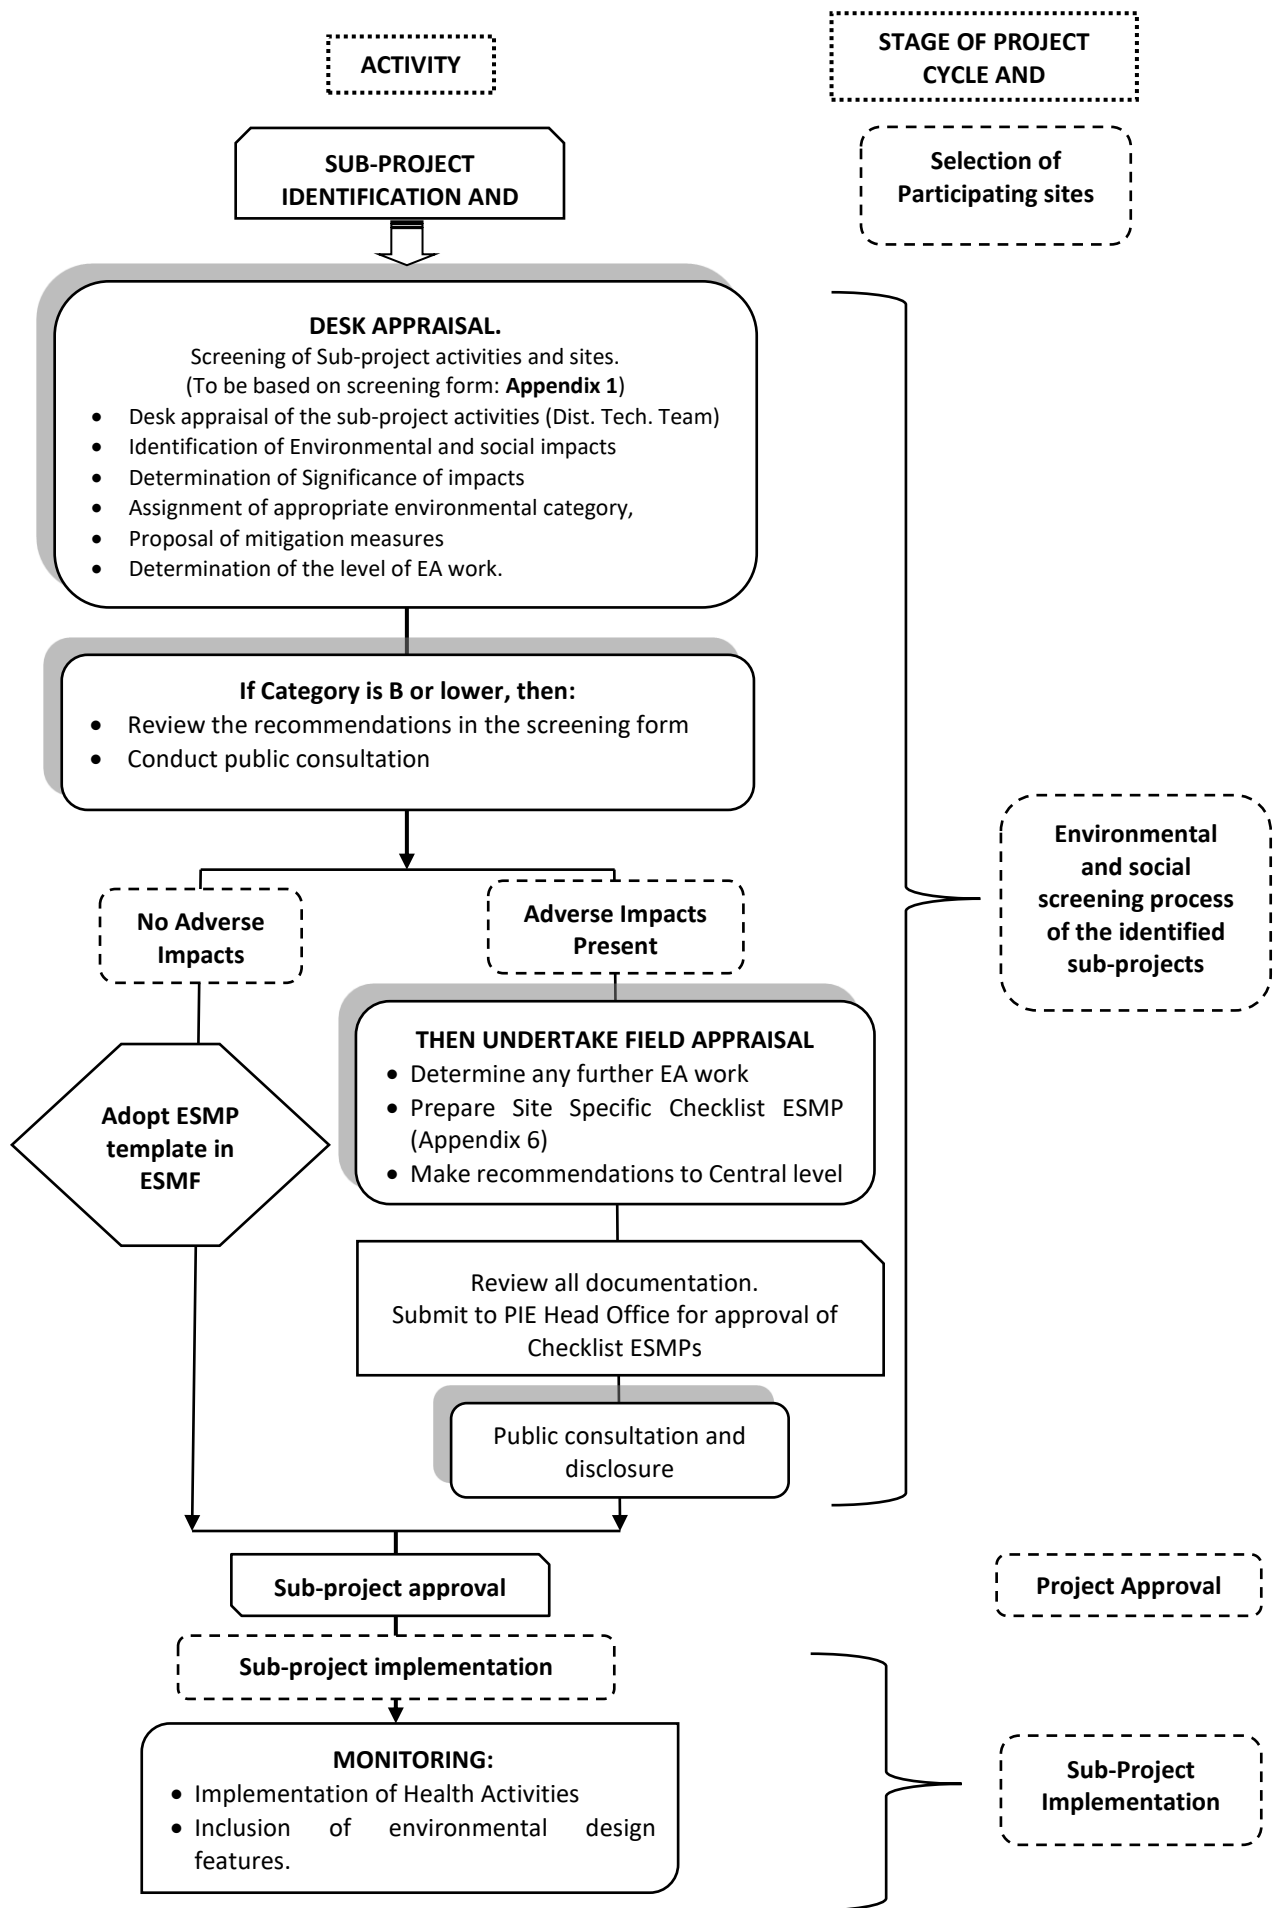 ACTIVITY
STAGE OF PROJECT
CYCLE AND
SUB-PROJECT
IDENTIFICATION AND
Selection of
Participating sites
DESK APPRAISAL.
Screening of Sub-project activities and sites.
(To be based on screening form: Appendix 1)
• Desk appraisal of the sub-project activities (Dist. Tech. Team)
• Identification of Environmental and social impacts
• Determination of Significance of impacts
• Assignment of appropriate environmental category,
• Proposal of mitigation measures
• Determination of the level of EA work.
If Category is B or lower, then:
• Review the recommendations in the screening form
• Conduct public consultation
Environmental
and social
screening process
of the identified
sub-projects
No Adverse
Impacts
Adverse Impacts
Present
Adopt ESMP
template in
ESMF
THEN UNDERTAKE FIELD APPRAISAL
• Determine any further EA work
• Prepare Site Specific Checklist ESMP
(Appendix 6)
• Make recommendations to Central level
Review all documentation.
Submit to PIE Head Office for approval of
Checklist ESMPs
Public consultation and
disclosure
Sub-project approval
Project Approval
Sub-project implementation
MONITORING:
• Implementation of Health Activities
• Inclusion of environmental design
features.
Sub-Project
Implementation